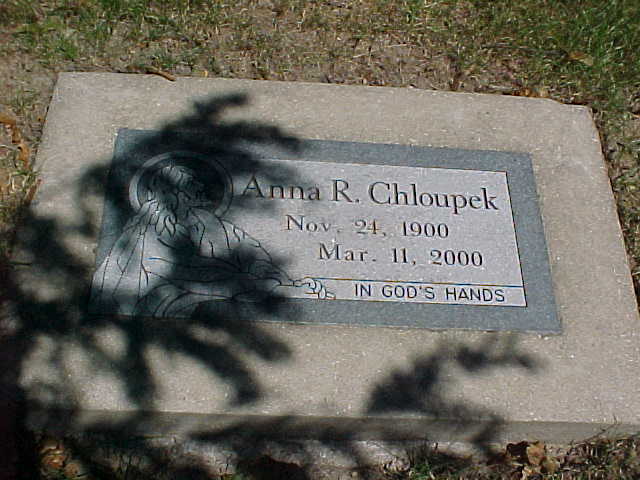 Anna R. Chloupek
Nov. 24, 1900
Mar. 11, 2000
IN GOD'S HANDS